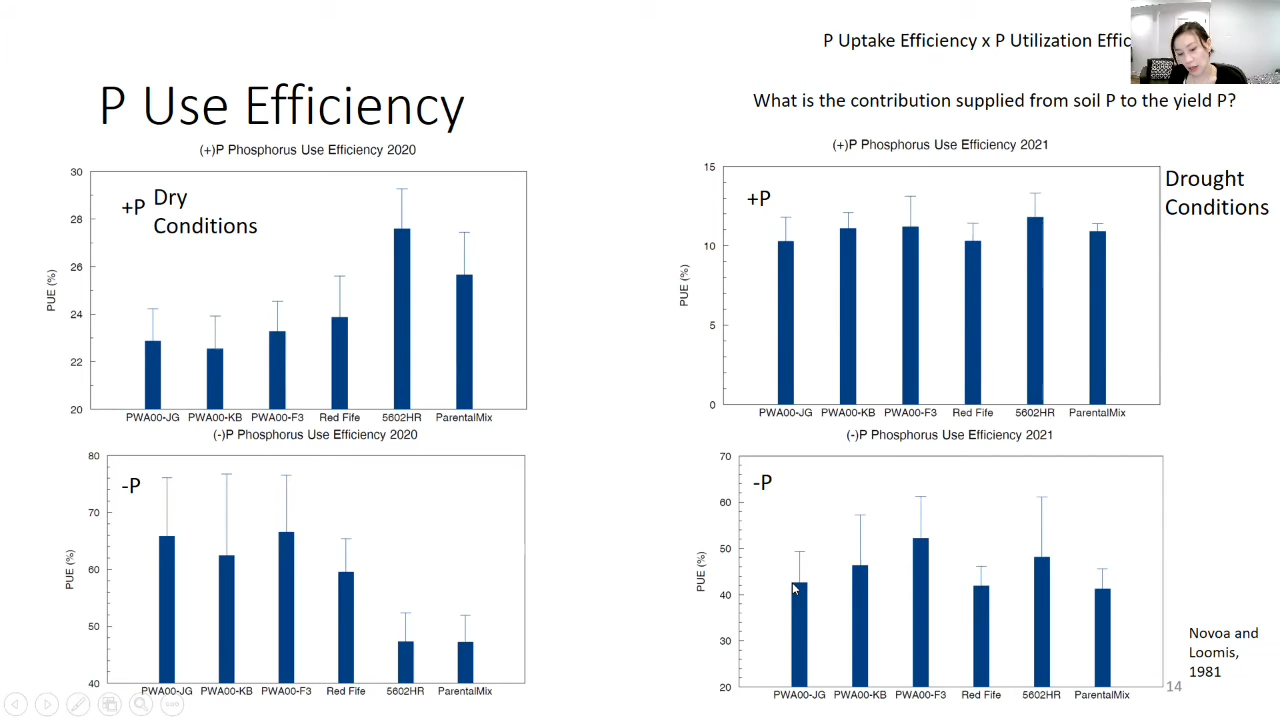 P Uptake Efficiency x P Utilization Effic
P Use Efficiency
What is the contribution supplied from soil P to the yield P?
(+)P Phosphorus Use Efficiency 2020
30
28
26
24
22
20
PUE (%)
+P Dry
Conditions
PWA00-JG PWA00-KB PWA00-F3 Red Fife 5602HR ParentalMix
(+)P Phosphorus Use Efficiency 2021
15
10
5
0
PUE (%)
+P
Drought
Conditions
PWA00-JG PWA00-KB PWA00-F3 Red Fife 5602HR ParentalMix
(-)P Phosphorus Use Efficiency 2020
80
70
60
50
40
PUE (%)
-P
PWA00-JG PWA00-KB PWA00-F3 Red Fife 5602HR ParentalMix
(-)P Phosphorus Use Efficiency 2021
70
60
50
40
30
20
PUE (%)
-P
PWA00-JG PWA00-KB PWA00-F3 Red Fife 5602HR ParentalMix
Novoa and
Loomis,
1981
14